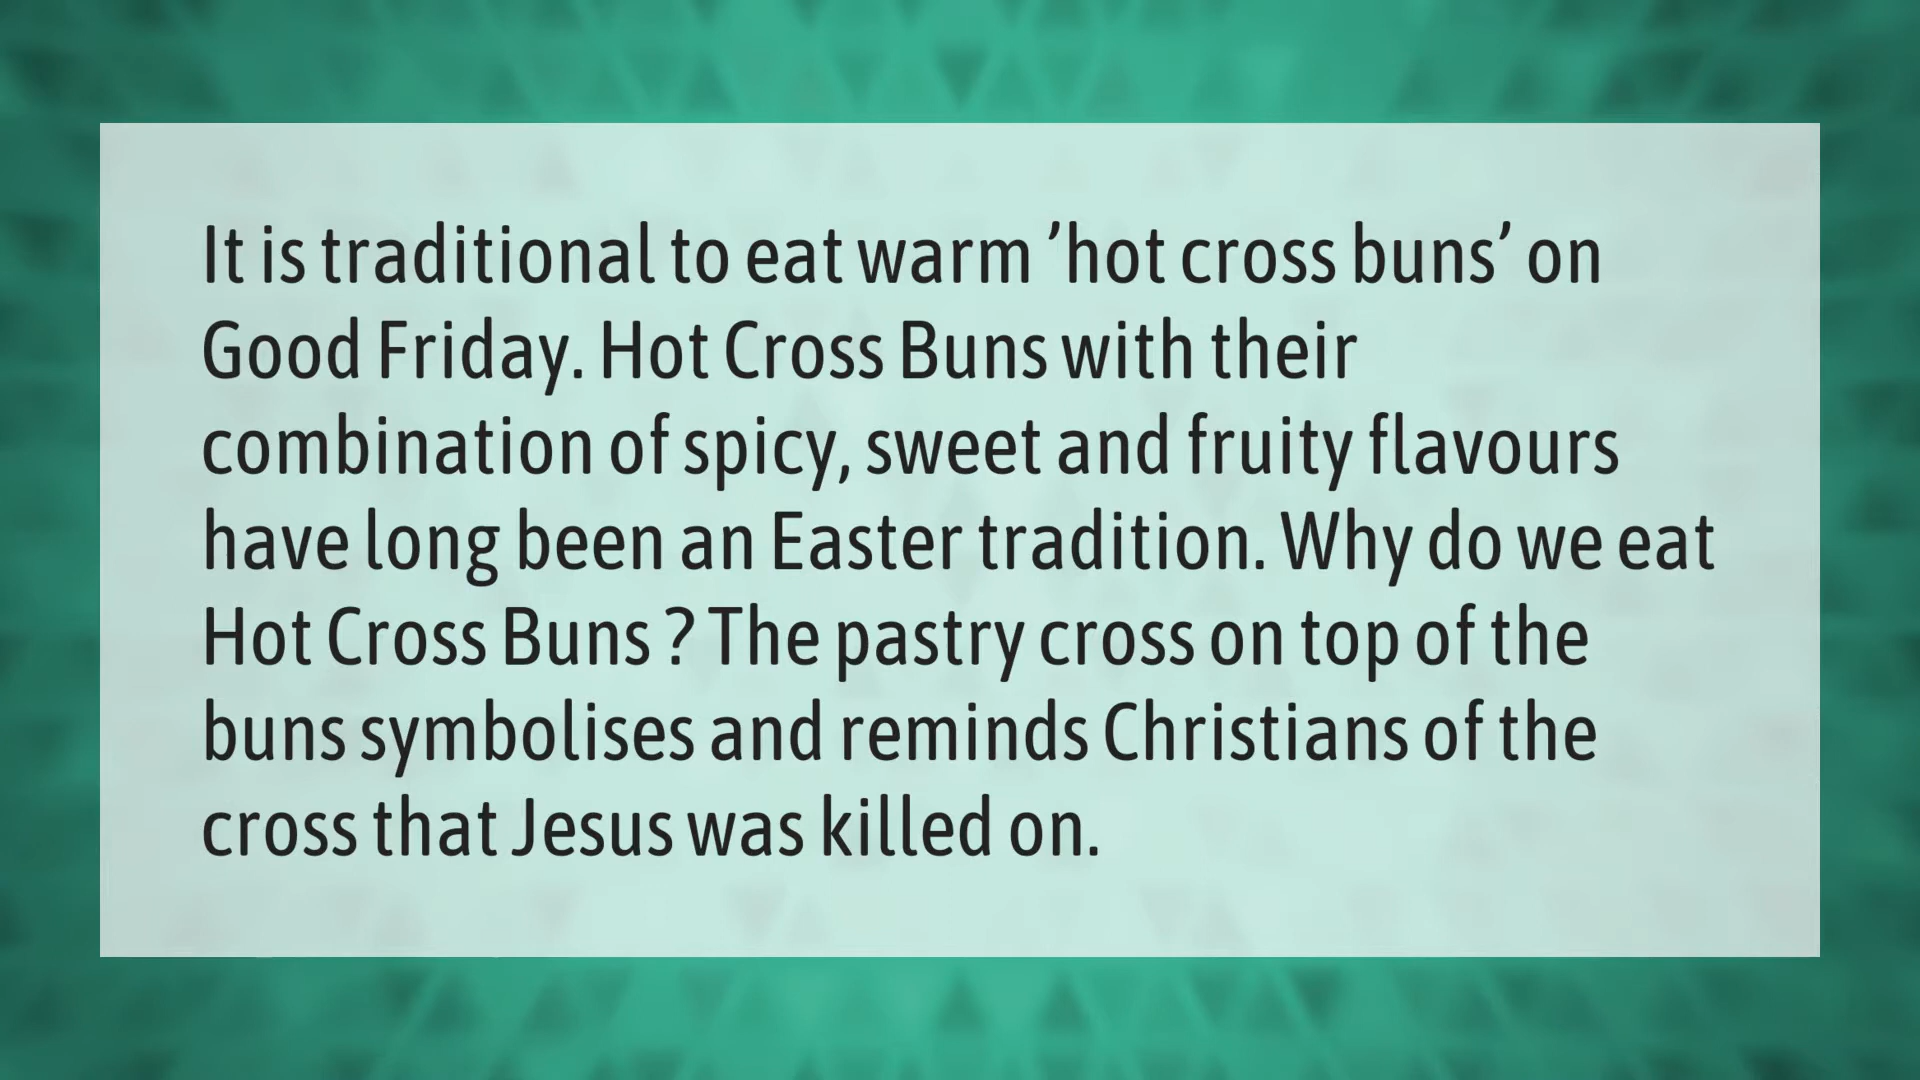 It is traditional to eat warm ’hot cross buns’ on
Good Friday. Hot Cross Buns with their
combination of spicy, sweet and fruity flavours
have long been an Easter tradition. Why do we eat
Hot Cross Buns ? The pastry cross on top of the
buns symbolises and reminds Christians of the
cross that Jesus was killed on.